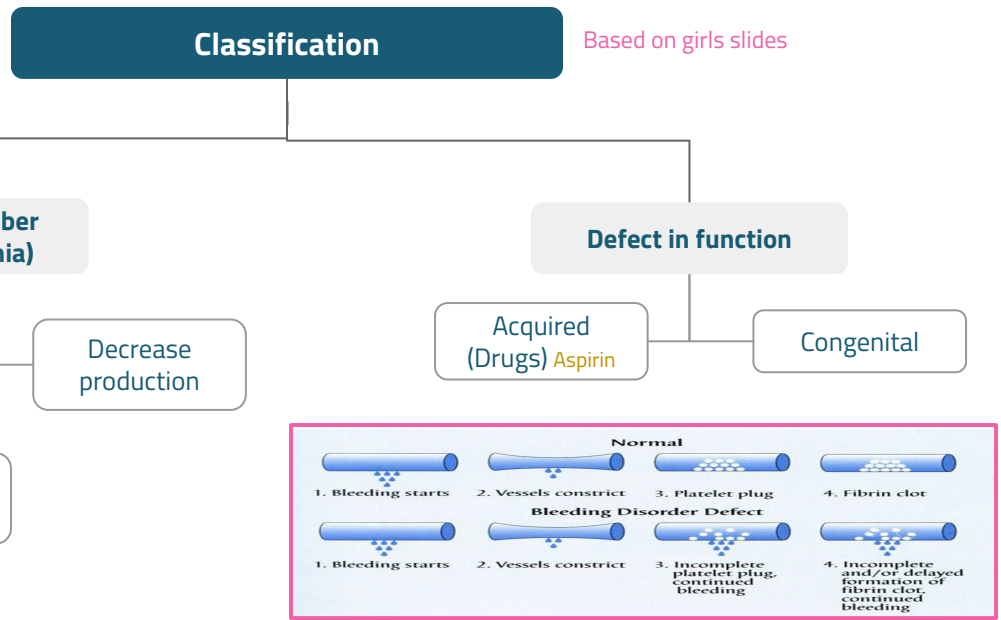 Classification
Based on girls slides
ber
nia)
Defect in function
Decrease
production
Acquired
(Drugs) Aspirin
Congenital
Normal
1. Bleeding starts
2. Vessels constrict
3. Platelet plug
4. Fibrin clot
Bleeding Disorder Defect
1. Bleeding starts
2. Vessels constrict
3. Incomplete
platelet plug,
continued
bleeding
4. Incomplete
and/or delayed
formation of
fibrin clot,
continued
bleeding